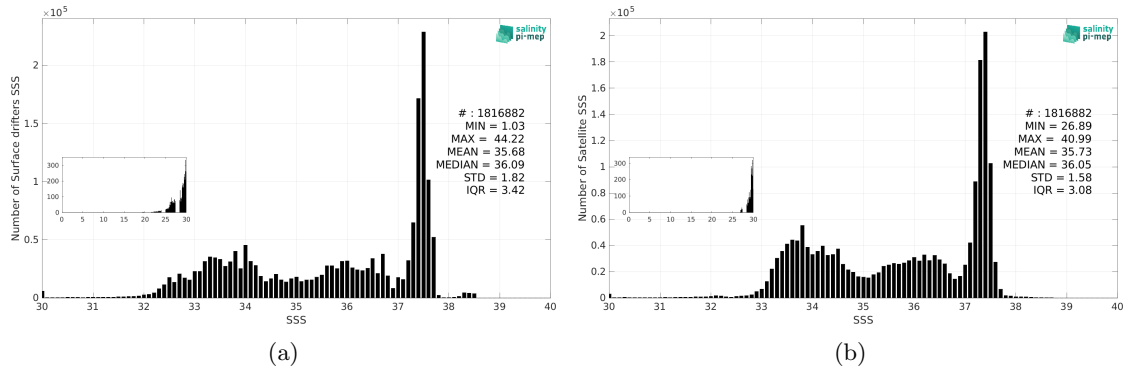 ×10⁵
salinity
pi-mep
Number of Surface drifters SSS
2
1.5
1
0.5
0
# : 1816882
MIN = 1.03
MAX = 44.22
MEAN = 35.68
MEDIAN = 36.09
STD = 1.82
IQR = 3.42
300
200
100
0
0 5 10 15 20 25 30
30 31 32 33 34 35 36 37 38 39 40
SSS
(a)
×10⁵
salinity
pi-mep
Number of Satellite SSS
2
1.8
1.6
1.4
1.2
1
0.8
0.6
0.4
0.2
0
# : 1816882
MIN = 26.89
MAX = 40.99
MEAN = 35.73
MEDIAN = 36.05
STD = 1.58
IQR = 3.08
300
200
100
0
0 5 10 15 20 25 30
30 31 32 33 34 35 36 37 38 39 40
SSS
(b)